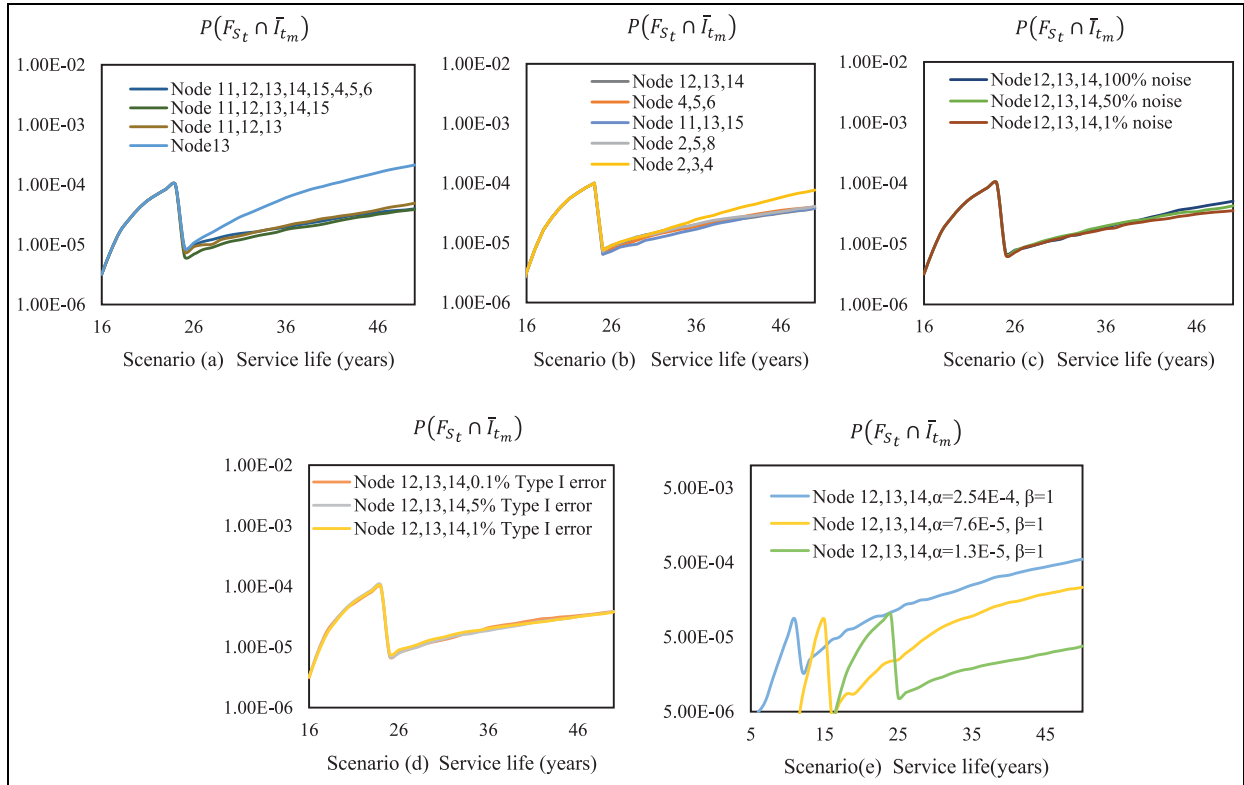 P(F_{S_t} ∩ Ī_{t_m})
1.00E-02
1.00E-03
1.00E-04
1.00E-05
1.00E-06
Node 11,12,13,14,15,4,5,6
Node 11,12,13,14,15
Node 11,12,13
Node13
16 26 36 46
Scenario (a) Service life (years)
P(F_{S_t} ∩ Ī_{t_m})
1.00E-02
1.00E-03
1.00E-04
1.00E-05
1.00E-06
Node 12,13,14
Node 4,5,6
Node 11,13,15
Node 2,5,8
Node 2,3,4
16 26 36 46
Scenario (b) Service life (years)
P(F_{S_t} ∩ Ī_{t_m})
1.00E-02
1.00E-03
1.00E-04
1.00E-05
1.00E-06
Node12,13,14,100% noise
Node12,13,14,50% noise
Node12,13,14,1% noise
16 26 36 46
Scenario (c) Service life (years)
P(F_{S_t} ∩ Ī_{t_m})
1.00E-02
1.00E-03
1.00E-04
1.00E-05
1.00E-06
Node 12,13,14,0.1% Type I error
Node 12,13,14,5% Type I error
Node 12,13,14,1% Type I error
16 26 36 46
Scenario (d) Service life (years)
P(F_{S_t} ∩ Ī_{t_m})
5.00E-03
5.00E-04
5.00E-05
5.00E-06
Node 12,13,14,α=2.54E-4, β=1
Node 12,13,14,α=7.6E-5, β=1
Node 12,13,14,α=1.3E-5, β=1
5 15 25 35 45
Scenario(e) Service life(years)